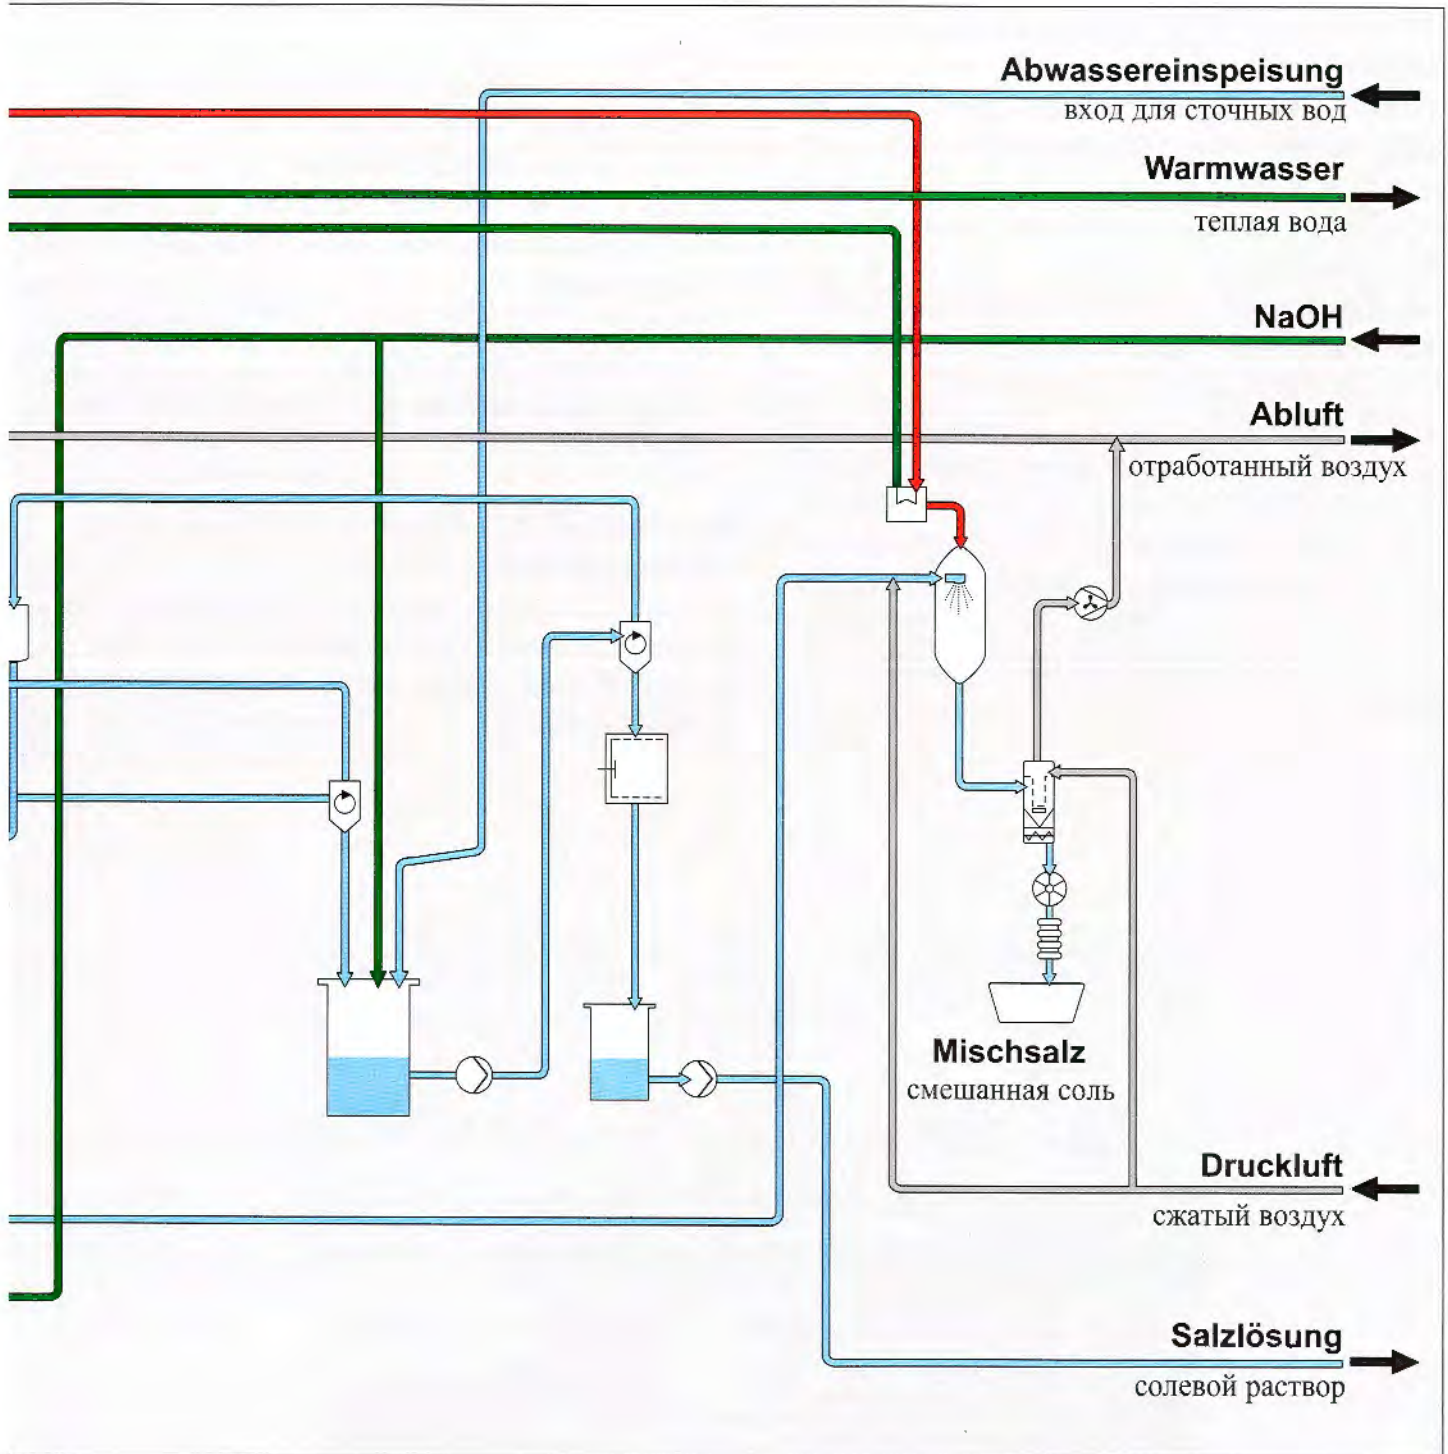 Abwassereinspeisung
вход для сточных вод
Warmwasser
теплая вода
NaOH
Abluft
отработанный воздух
Mischsalz
смешанная соль
Druckluft
сжатый воздух
Salzlösung
солевой раствор